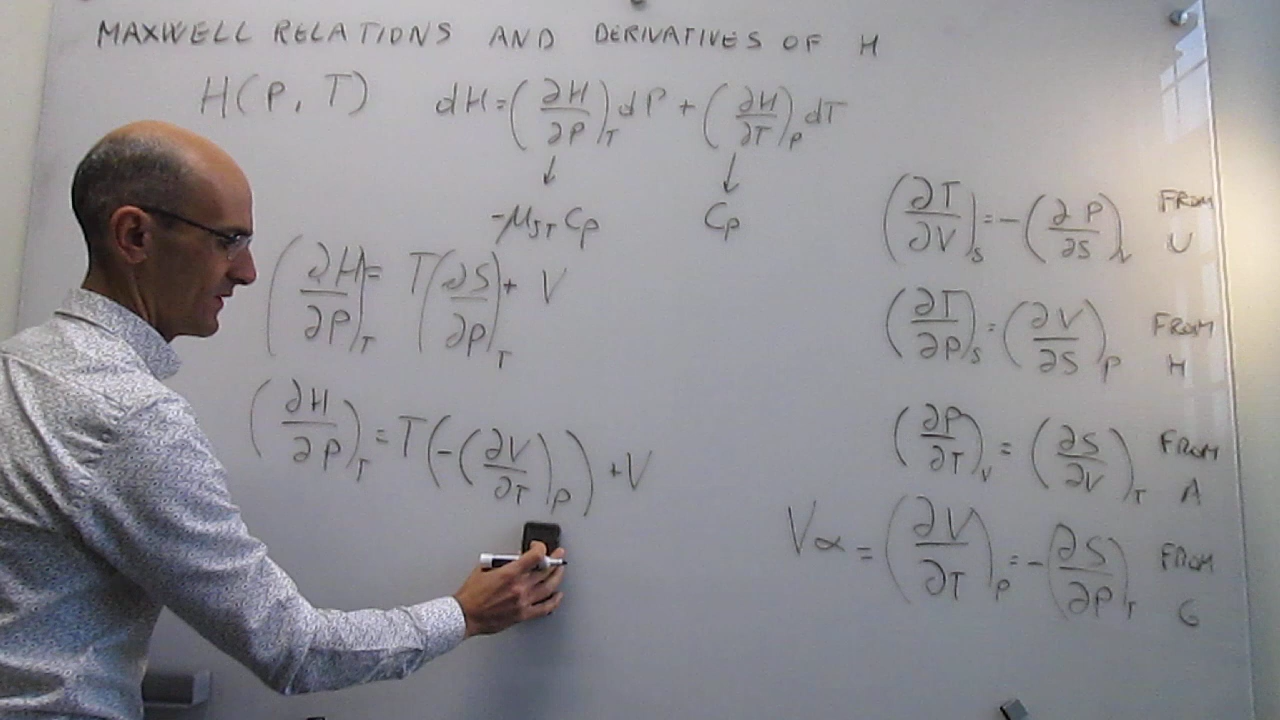 MAXWELL RELATIONS AND DERIVATIVES OF H
H(P, T) dH = (∂H/∂P)_T dP + (∂H/∂T)_P dT
↓ ↓
-μ_JT C_P C_P
(∂H/∂P)_T = T(∂S/∂P)_T + V
(∂H/∂P)_T = T(-(∂V/∂T)_P) + V
(∂T/∂V)_S = -(∂P/∂S)_V FROM U
(∂T/∂P)_S = (∂V/∂S)_P FROM H
(∂P/∂T)_V = (∂S/∂V)_T FROM A
Vα = (∂V/∂T)_P = -(∂S/∂P)_T FROM G